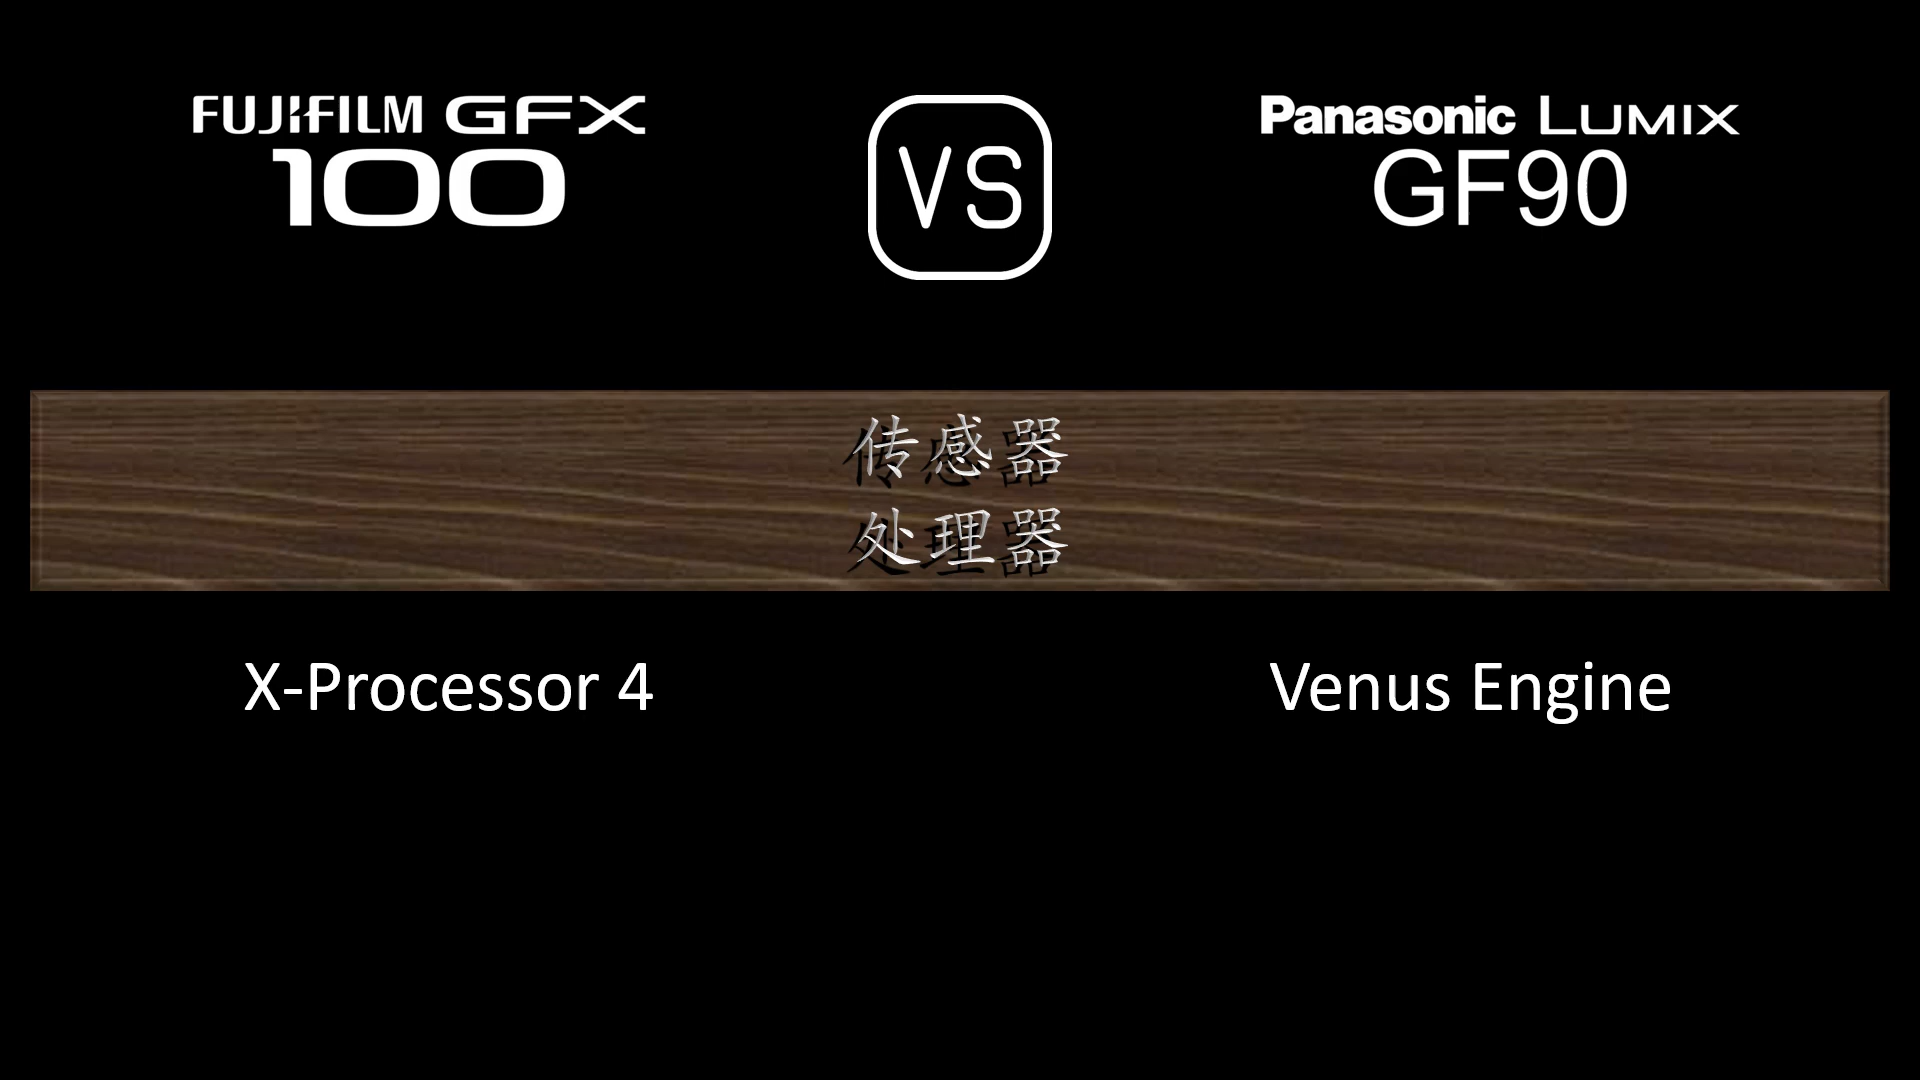 FUJIFILM GFX
100
VS
Panasonic LUMIX
GF90
传感器
处理器
X-Processor 4
Venus Engine